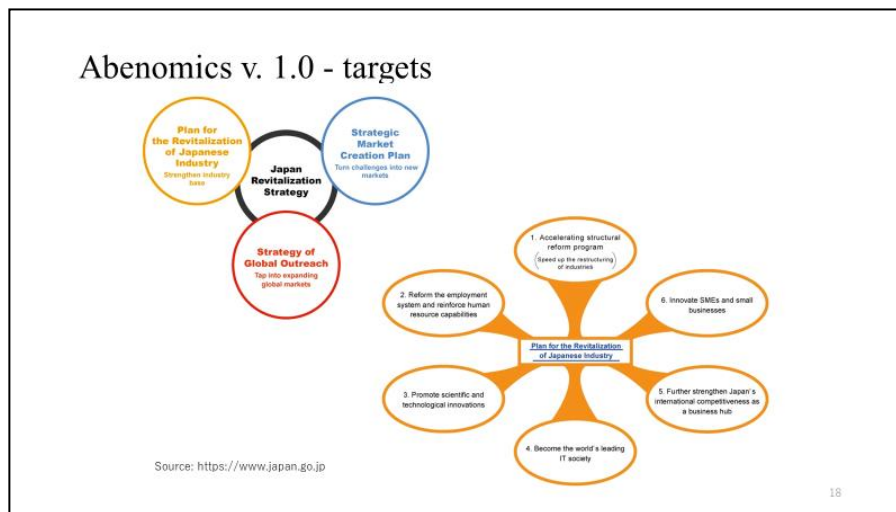 Abenomics v. 1.0 - targets
Plan for
the Revitalization
of Japanese
Industry
Strengthen industry
base
Japan
Revitalization
Strategy
Strategic
Market
Creation Plan
Turn challenges into new
markets
Strategy of
Global Outreach
Tap into expanding
global markets
1. Accelerating structural
reform program
(Speed up the restructuring
of industries)
2. Reform the employment
system and reinforce human
resource capabilities
6. Innovate SMEs and small
businesses
Plan for the Revitalization
of Japanese Industry
3. Promote scientific and
technological innovations
5. Further strengthen Japan's
international competitiveness as
a business hub
4. Become the world's leading
IT society
Source: https://www.japan.go.jp
18